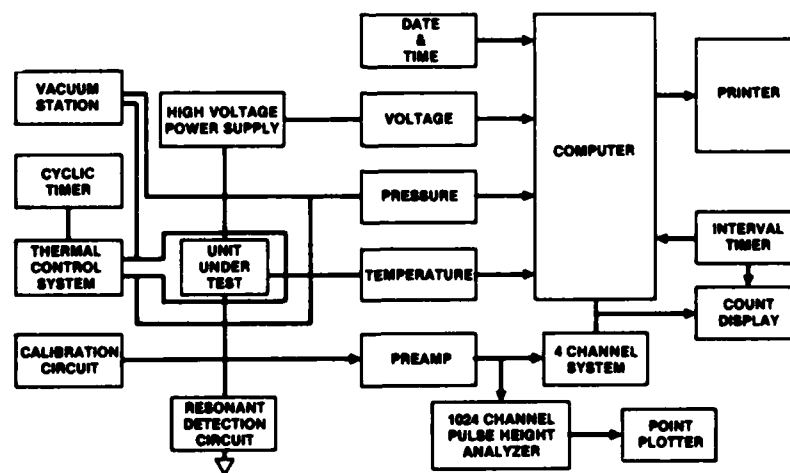 DATE
&
TIME
VACUUM
STATION
HIGH VOLTAGE
POWER SUPPLY
VOLTAGE
COMPUTER
PRINTER
CYCLIC
TIMER
PRESSURE
THERMAL
CONTROL
SYSTEM
UNIT
UNDER
TEST
TEMPERATURE
INTERVAL
TIMER
COUNT
DISPLAY
CALIBRATION
CIRCUIT
PREAMP
4 CHANNEL
SYSTEM
RESONANT
DETECTION
CIRCUIT
1024 CHANNEL
PULSE HEIGHT
ANALYZER
POINT
PLOTTER